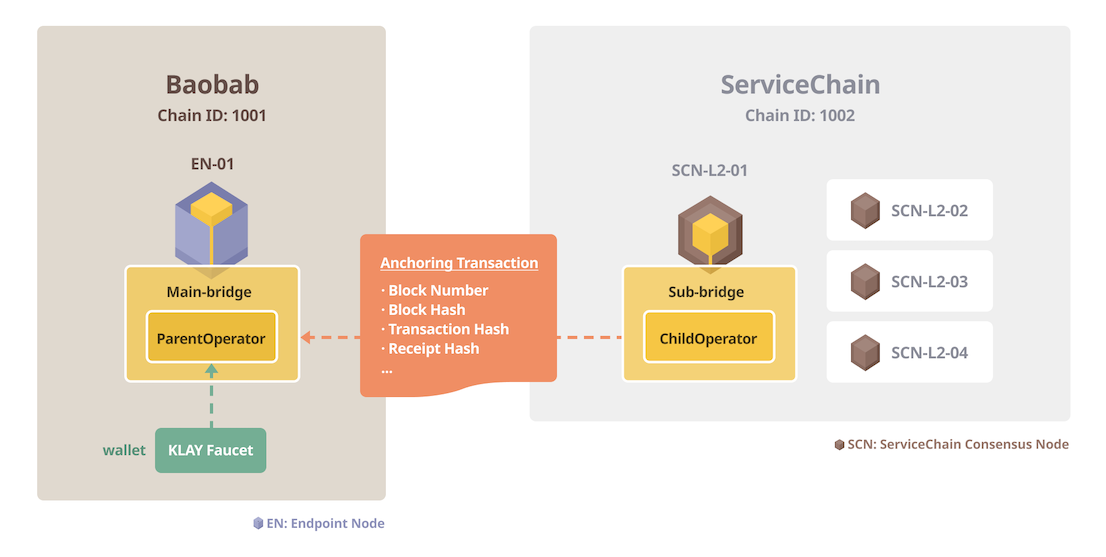 Baobab
Chain ID: 1001
EN-01
Main-bridge
ParentOperator
wallet
KLAY Faucet
EN: Endpoint Node
Anchoring Transaction
· Block Number
· Block Hash
· Transaction Hash
· Receipt Hash
...
ServiceChain
Chain ID: 1002
SCN-L2-01
Sub-bridge
ChildOperator
SCN-L2-02
SCN-L2-03
SCN-L2-04
SCN: ServiceChain Consensus Node